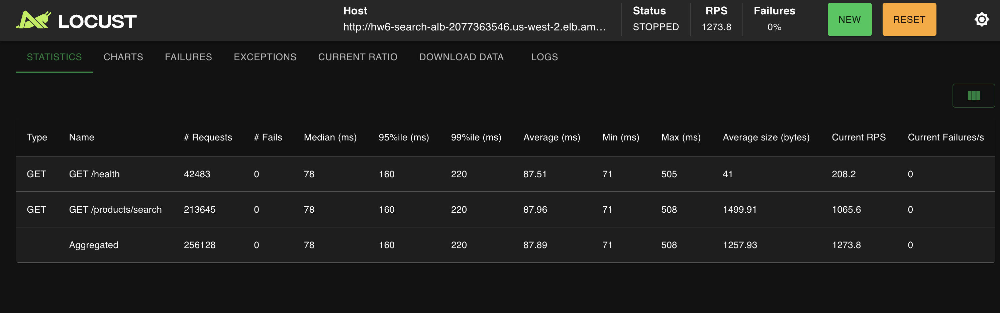 LOCUST
Host
http://hw6-search-alb-2077363546.us-west-2.elb.am…
Status
STOPPED
RPS
1273.8
Failures
0%
NEW
RESET
STATISTICS CHARTS FAILURES EXCEPTIONS CURRENT RATIO DOWNLOAD DATA LOGS
Type Name # Requests # Fails Median (ms) 95%ile (ms) 99%ile (ms) Average (ms) Min (ms) Max (ms) Average size (bytes) Current RPS Current Failures/s
GET GET /health 42483 0 78 160 220 87.51 71 505 41 208.2 0
GET GET /products/search 213645 0 78 160 220 87.96 71 508 1499.91 1065.6 0
Aggregated 256128 0 78 160 220 87.89 71 508 1257.93 1273.8 0